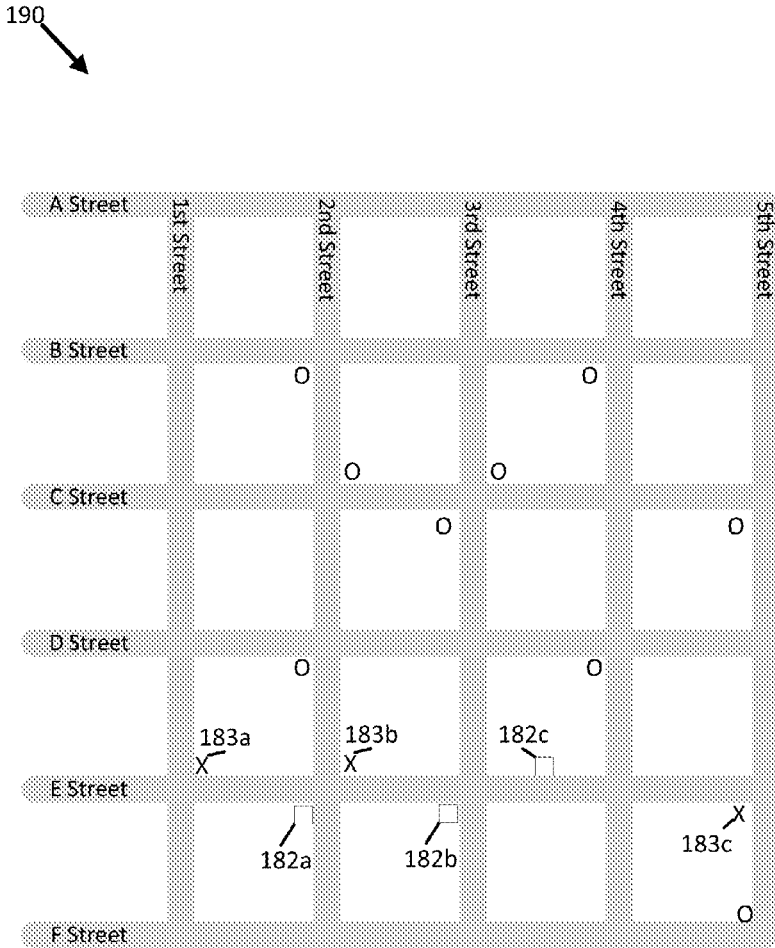 190
A Street
1st Street
2nd Street
3rd Street
4th Street
5th Street
B Street
O
O
O
O
C Street
O
O
D Street
O
O
183a
183b
182c
X
X
E Street
X
182a
182b
183c
O
F Street